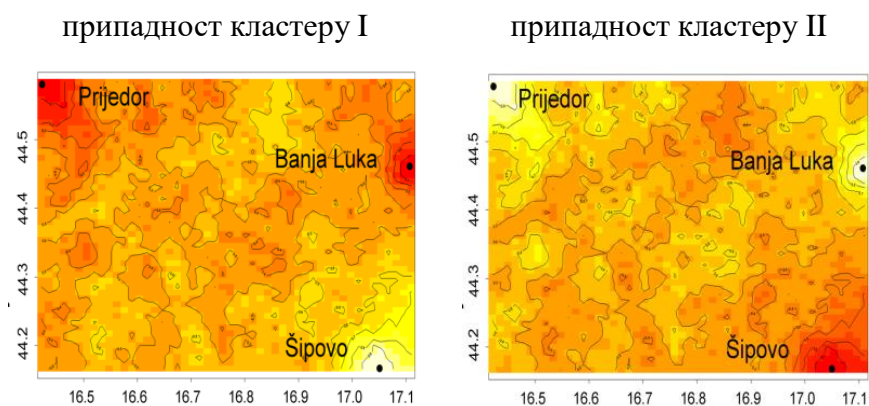 припадност кластеру I
припадност кластеру II
Prijedor
Banja Luka
Šipovo
44.5
44.4
44.3
44.2
16.5 16.6 16.7 16.8 16.9 17.0 17.1
Prijedor
Banja Luka
Šipovo
44.5
44.4
44.3
44.2
16.5 16.6 16.7 16.8 16.9 17.0 17.1